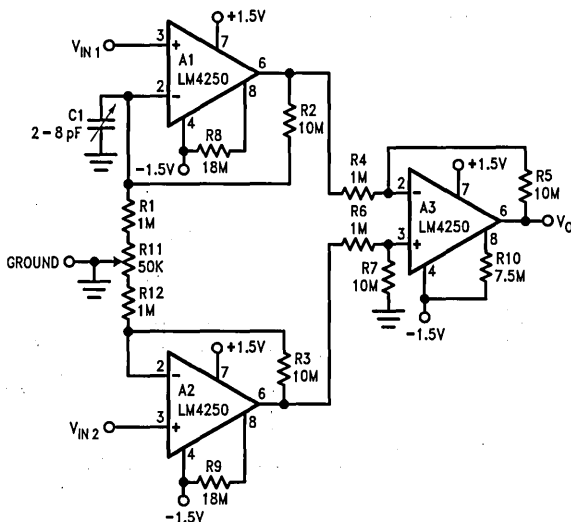 +1.5V
V_IN 1
3
+
7
A1
LM4250
6
2
−
8
C1
2 – 8 pF
4
R8
18M
R2
10M
−1.5V
R1
1M
R11
50K
GROUND
R12
1M
R4
1M
R6
1M
R7
10M
+1.5V
R5
10M
2
−
7
A3
LM4250
6
V_O
3
+
8
4
R10
7.5M
−1.5V
+1.5V
R3
10M
2
−
7
A2
LM4250
6
V_IN 2
3
+
8
4
R9
18M
−1.5V